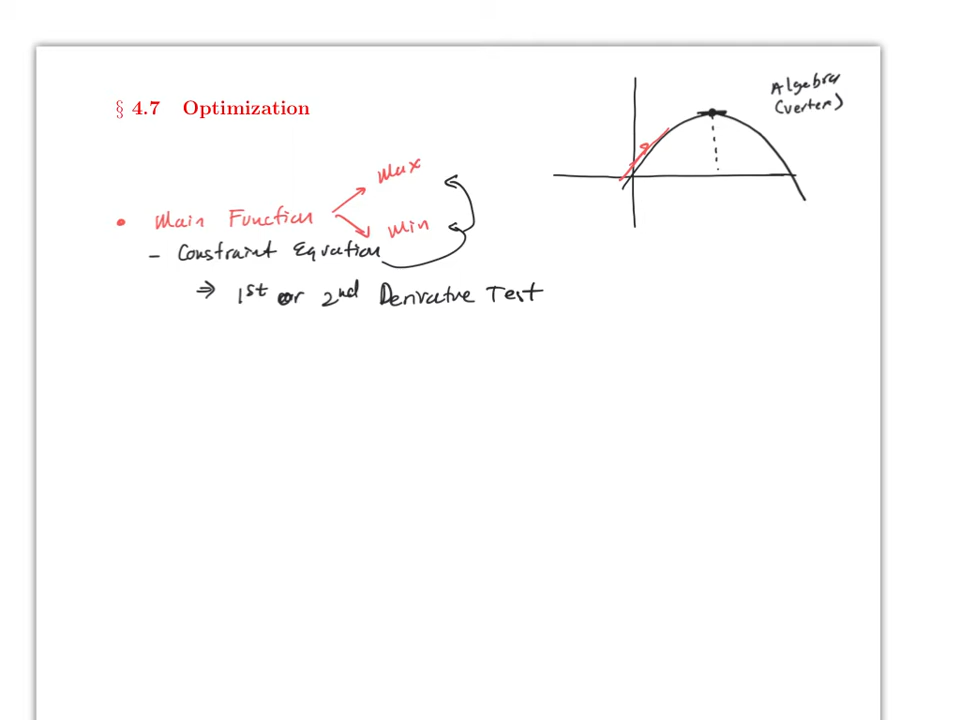 § 4.7 Optimization
Algebra
(vertex)
Max
• Main Function
Min
- Constraint Equation
⇒ 1st or 2nd Derivative Test